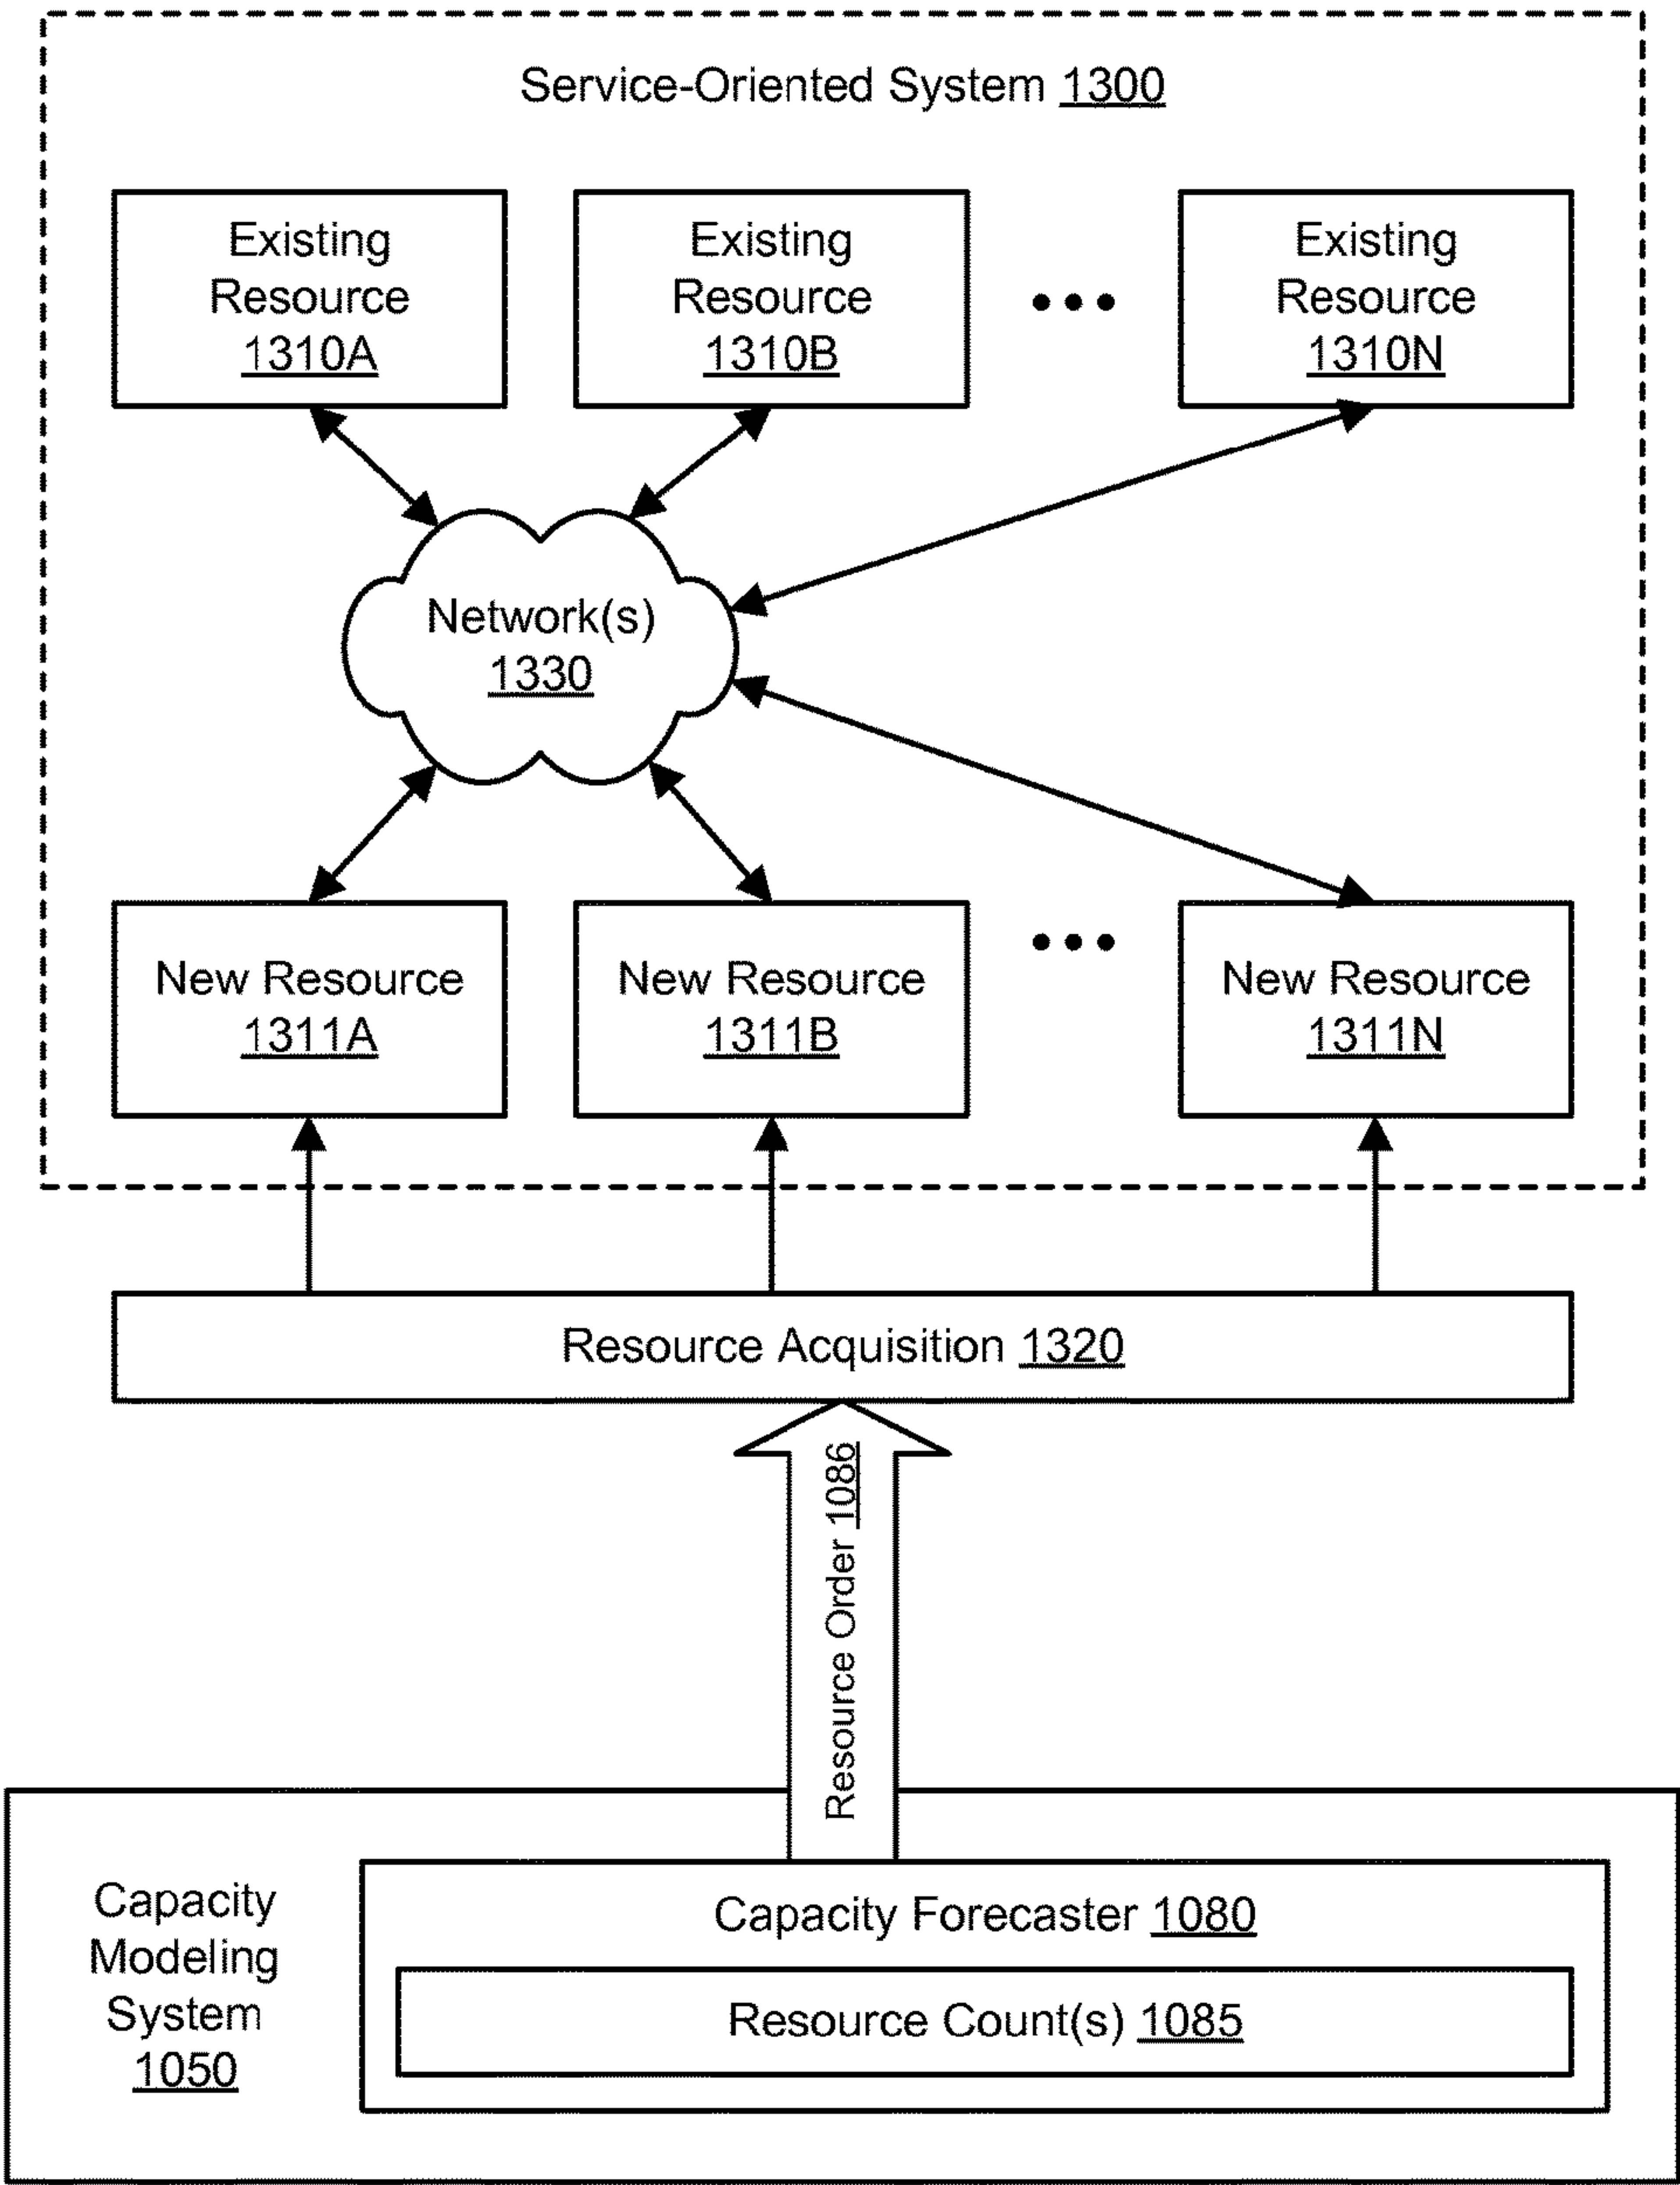 Service-Oriented System 1300
Existing
Resource
1310A
Existing
Resource
1310B
Existing
Resource
1310N
Network(s)
1330
New Resource
1311A
New Resource
1311B
New Resource
1311N
Resource Acquisition 1320
Resource Order 1086
Capacity
Modeling
System
1050
Capacity Forecaster 1080
Resource Count(s) 1085